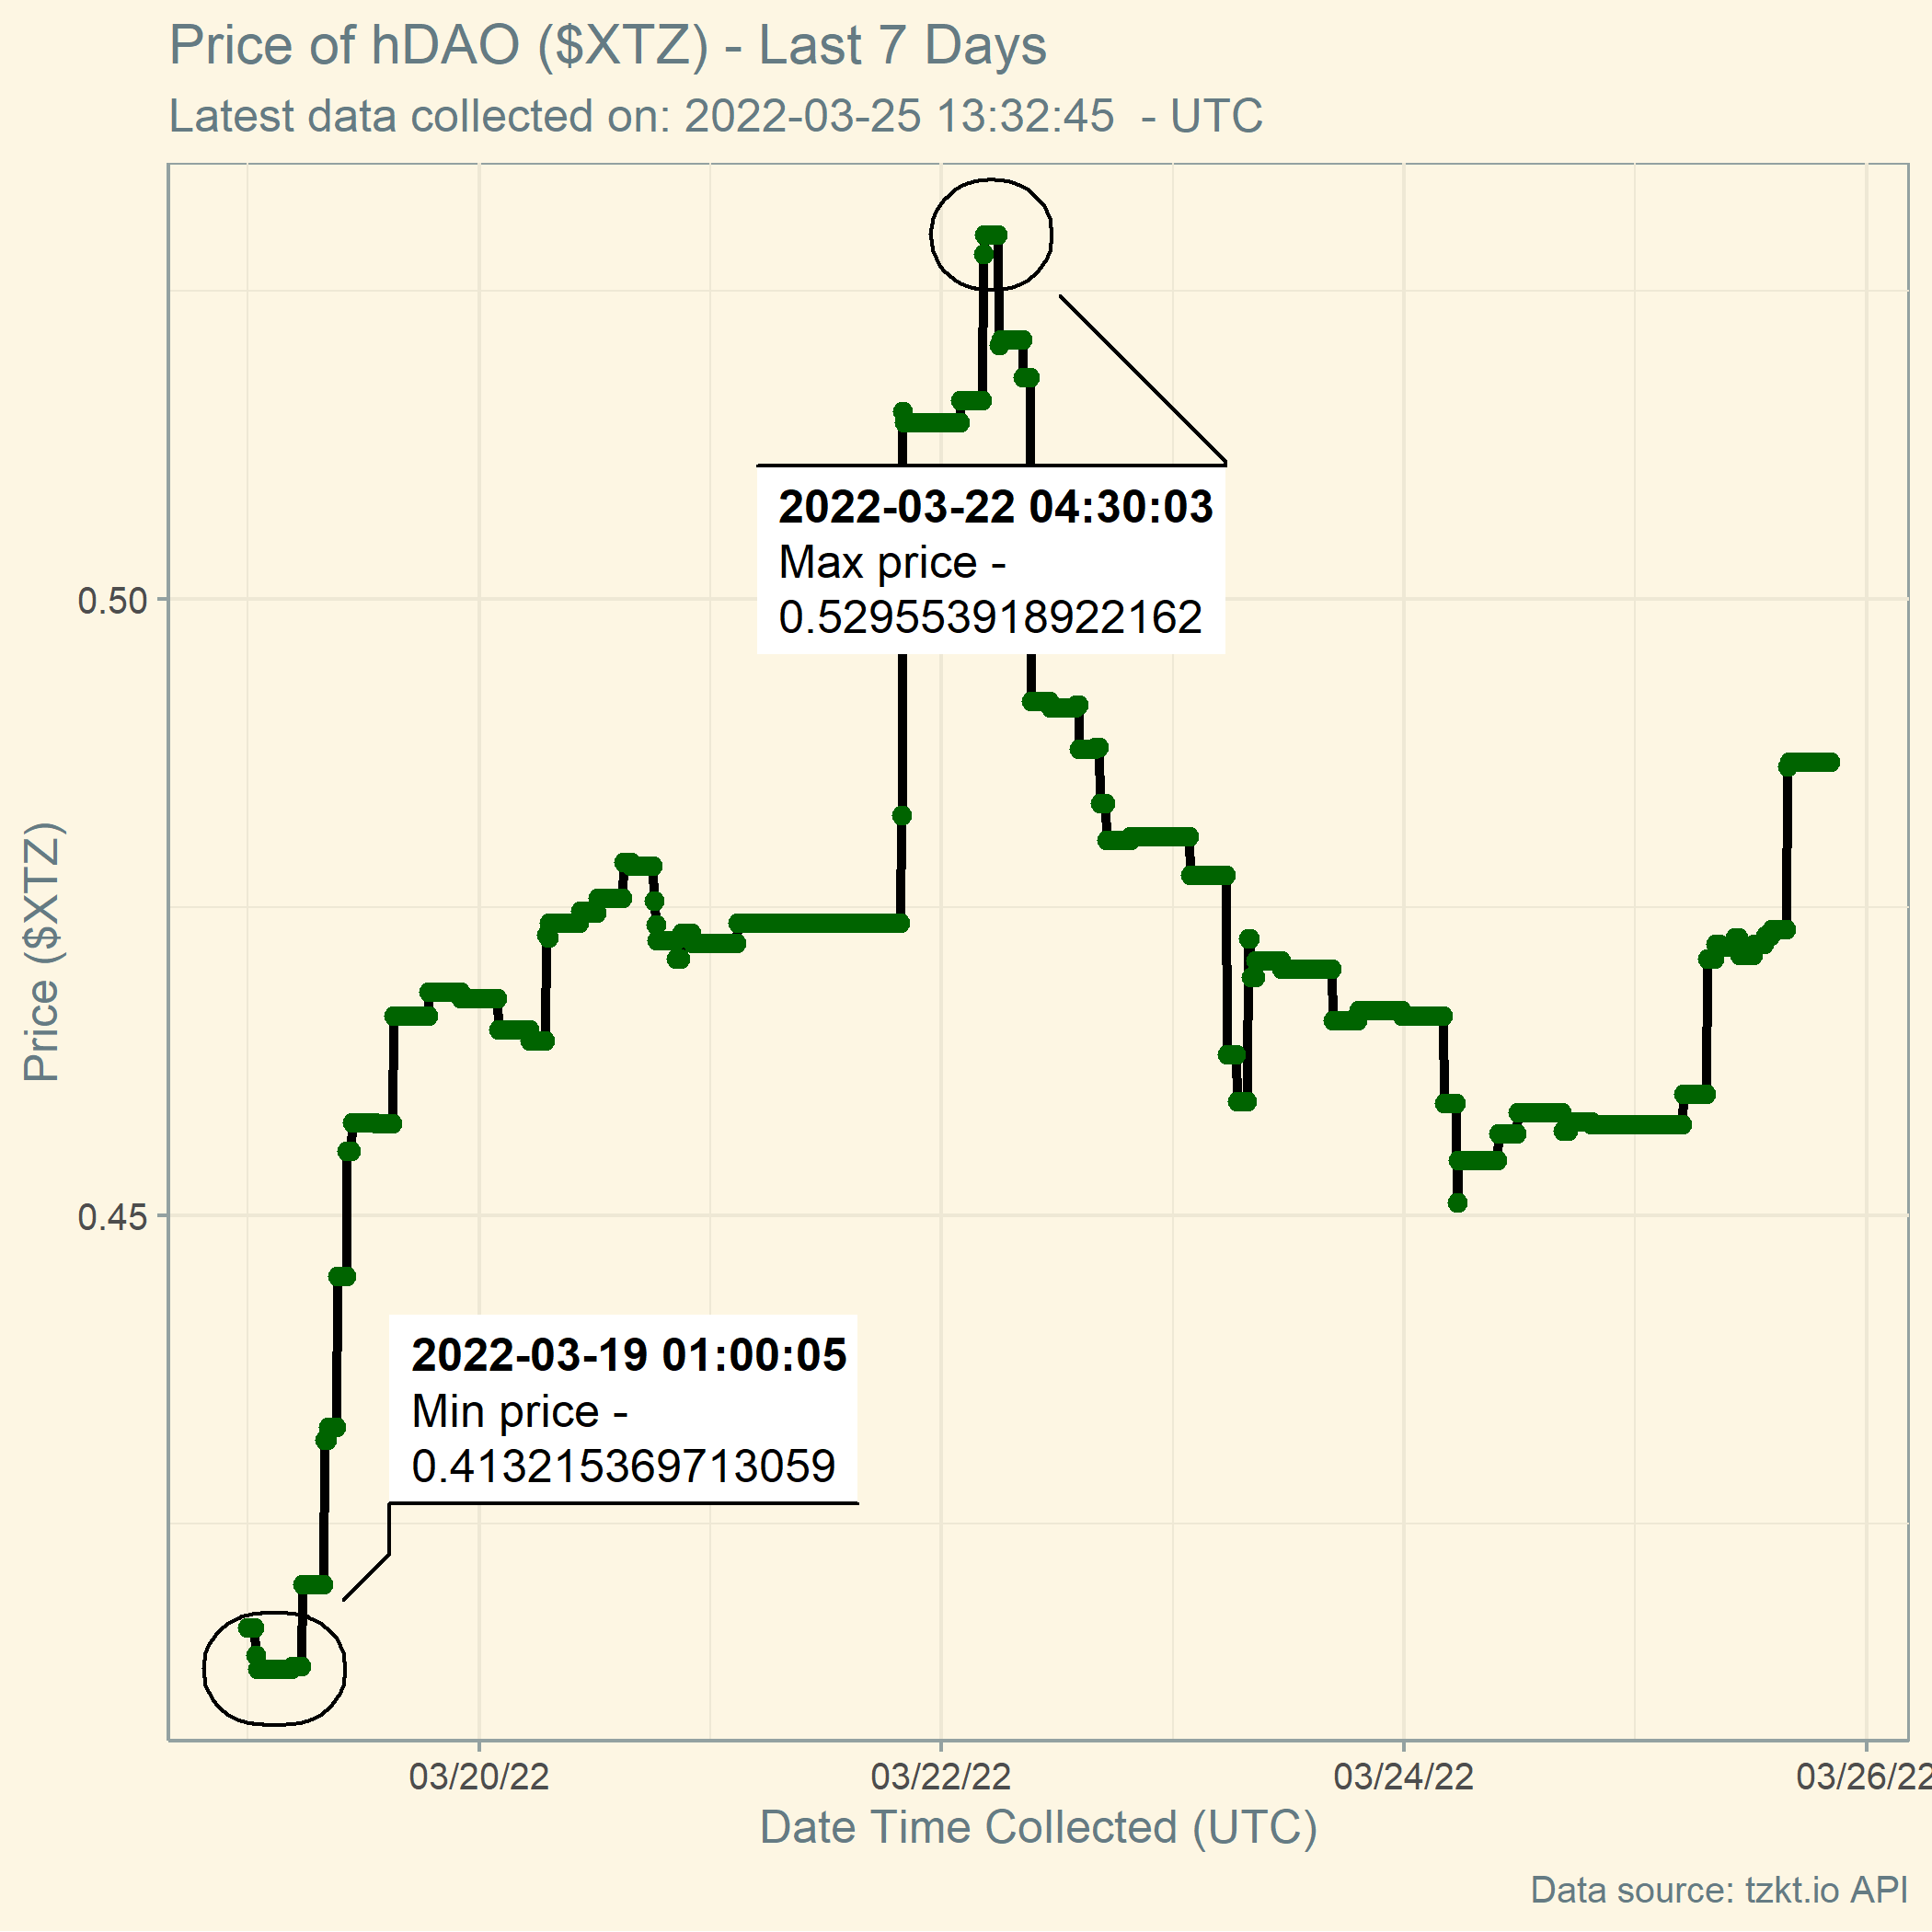 Price of hDAO ($XTZ) - Last 7 Days
Latest data collected on: 2022-03-25 13:32:45  - UTC
2022-03-22 04:30:03
Max price -
0.529553918922162
0.50
Price ($XTZ)
0.45
2022-03-19 01:00:05
Min price -
0.413215369713059
03/20/22
03/22/22
03/24/22
03/26/22
Date Time Collected (UTC)
Data source: tzkt.io API